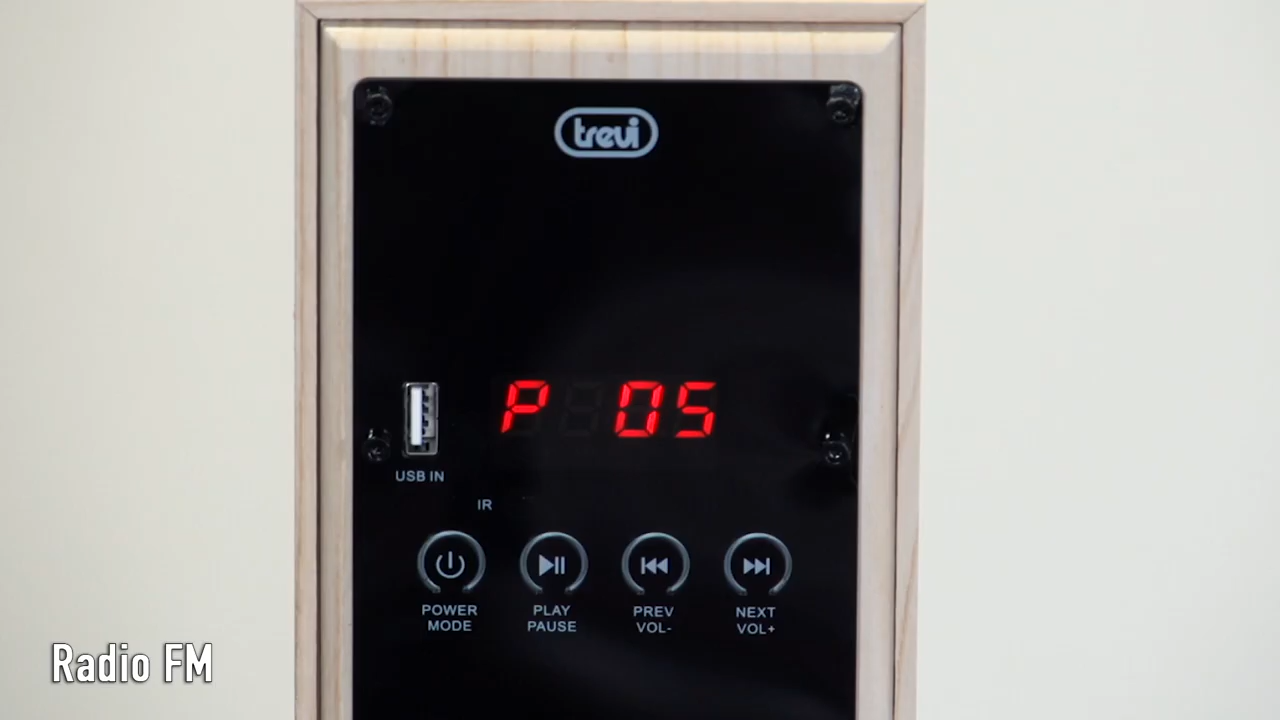 trevi
P 05
USB IN
IR
POWER MODE
PLAY PAUSE
PREV VOL-
NEXT VOL+
Radio FM